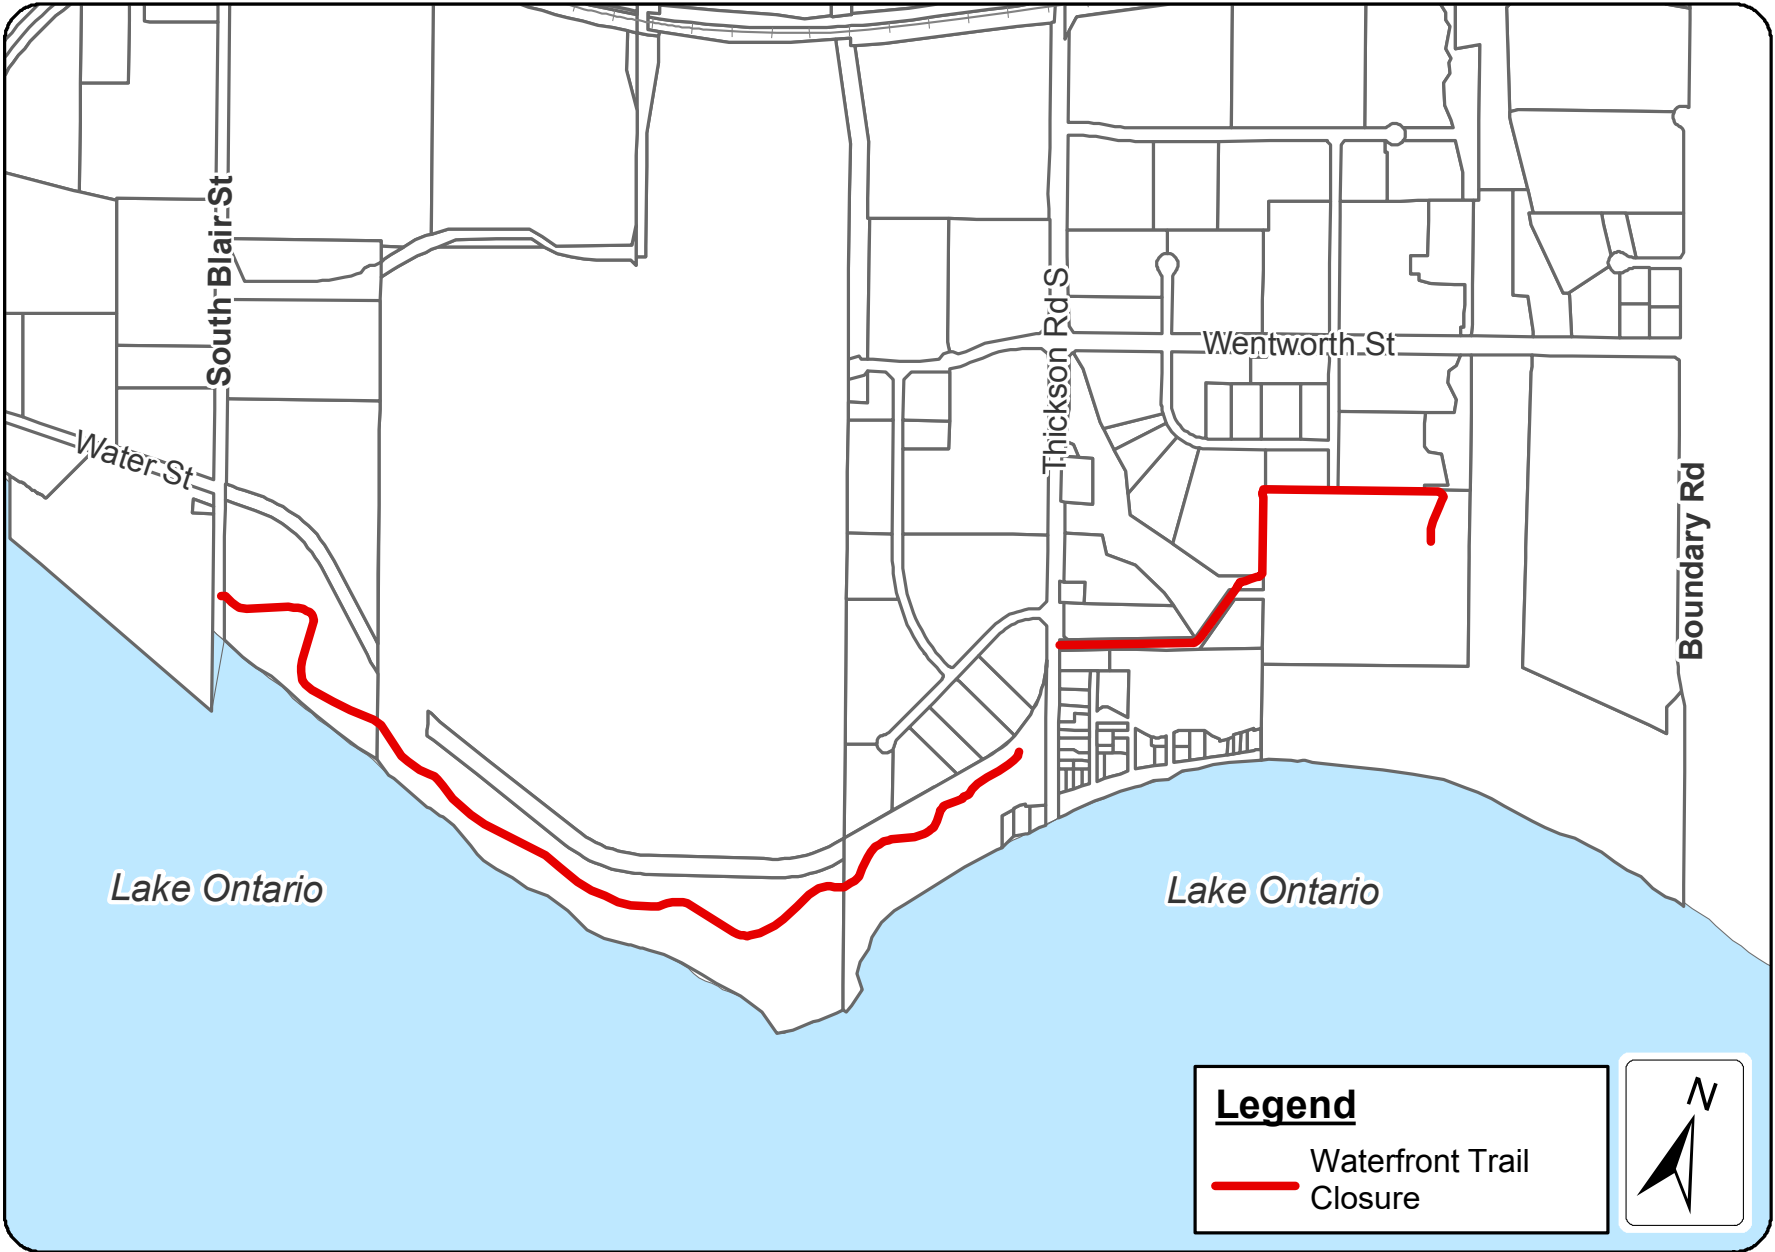 South Blair St
Thickson Rd S
Wentworth St
Water St
Boundary Rd
Lake Ontario
Lake Ontario
Legend
Waterfront Trail
Closure
N